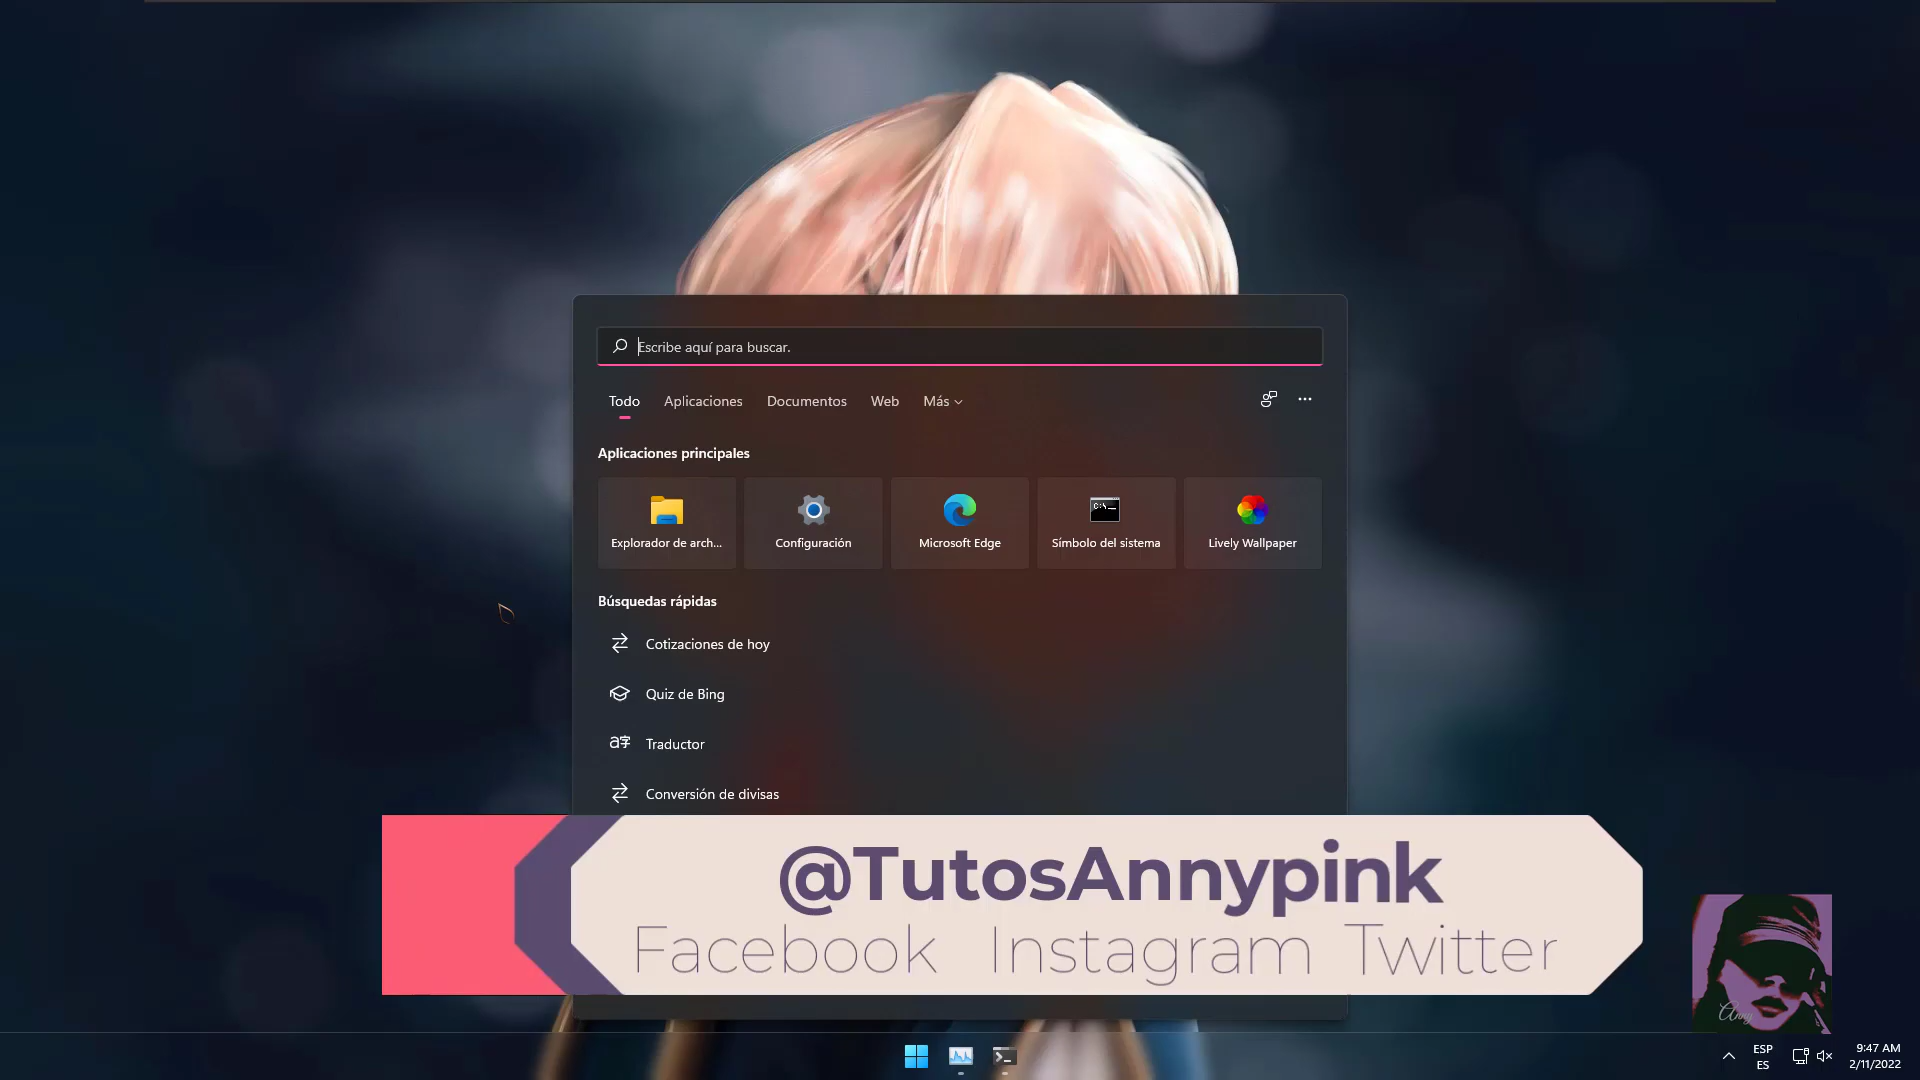 Escribe aquí para buscar.
Todo Aplicaciones Documentos Web Más
Aplicaciones principales
Explorador de arch... Configuración Microsoft Edge Símbolo del sistema Lively Wallpaper
Búsquedas rápidas
Cotizaciones de hoy
Quiz de Bing
Traductor
Conversión de divisas
@TutosAnnypink
Facebook Instagram Twitter
Anny
ESP
ES
9:47 AM
2/11/2022